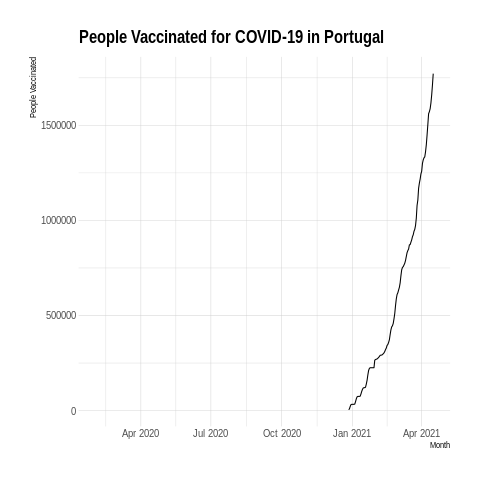 People Vaccinated for COVID-19 in Portugal
People Vaccinated
1500000
1000000
500000
0
Apr 2020 Jul 2020 Oct 2020 Jan 2021 Apr 2021
Month